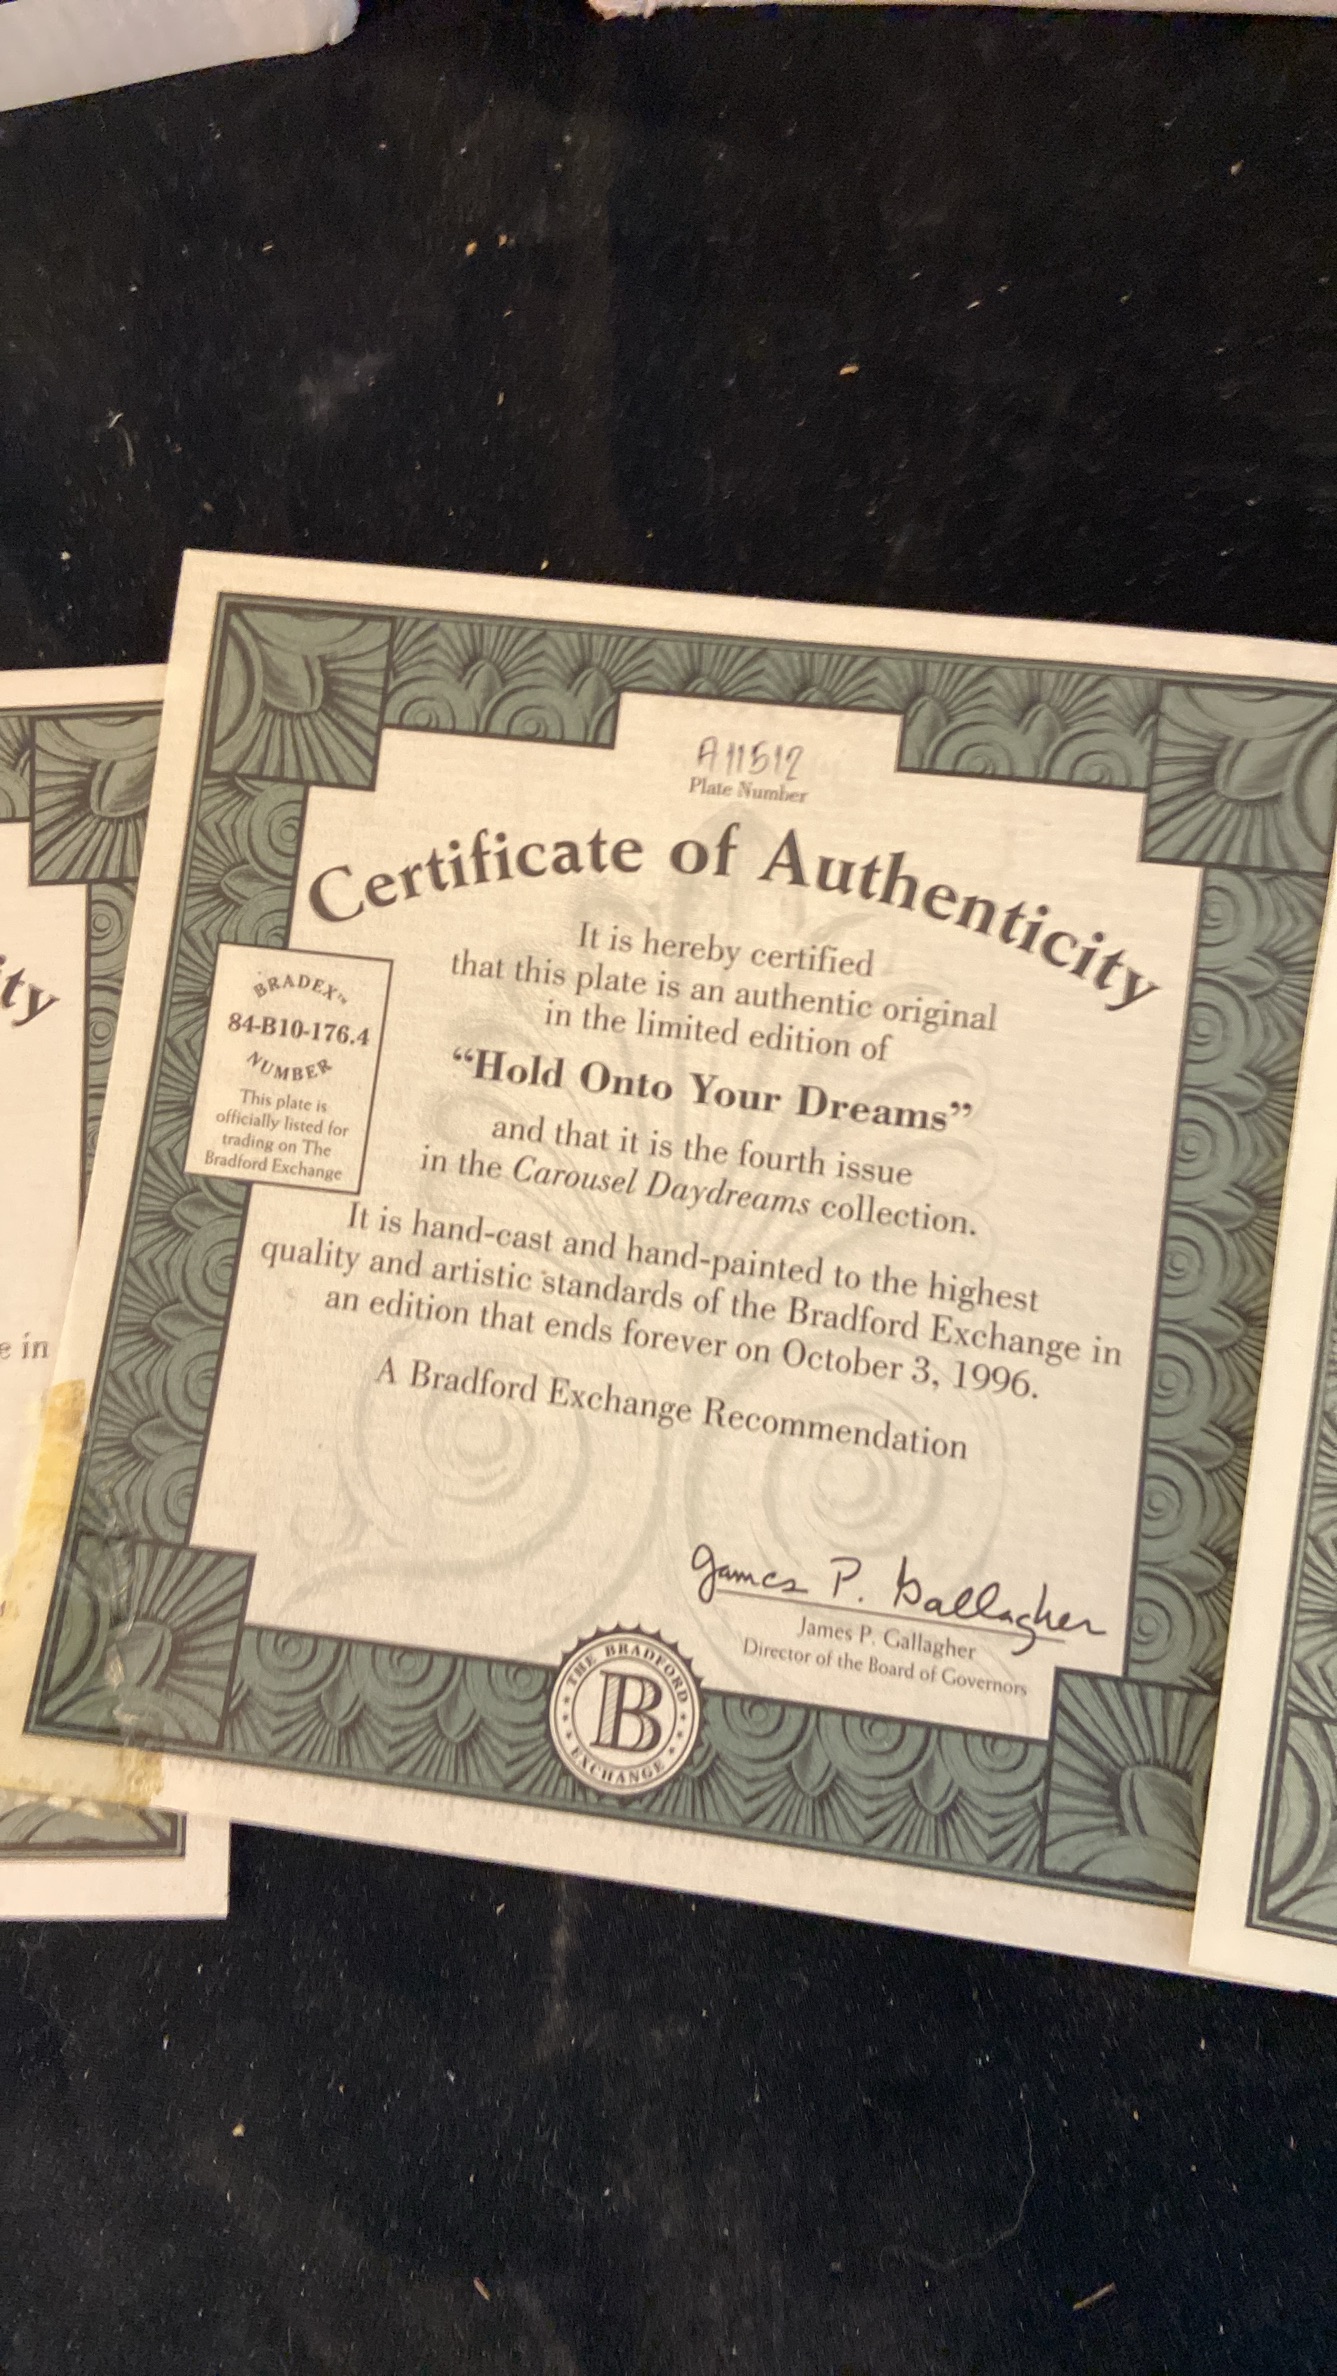 A11512
Plate Number
Certificate of Authenticity
It is hereby certified
that this plate is an authentic original
in the limited edition of
“Hold Onto Your Dreams”
and that it is the fourth issue
in the Carousel Daydreams collection.
It is hand-cast and hand-painted to the highest
quality and artistic standards of the Bradford Exchange in
an edition that ends forever on October 3, 1996.
A Bradford Exchange Recommendation
BRADEX™
84-B10-176.4
NUMBER
This plate is
officially listed for
trading on The
Bradford Exchange
James P. Gallagher
James P. Gallagher
Director of the Board of Governors
THE BRADFORD
B
EXCHANGE
ity
e in